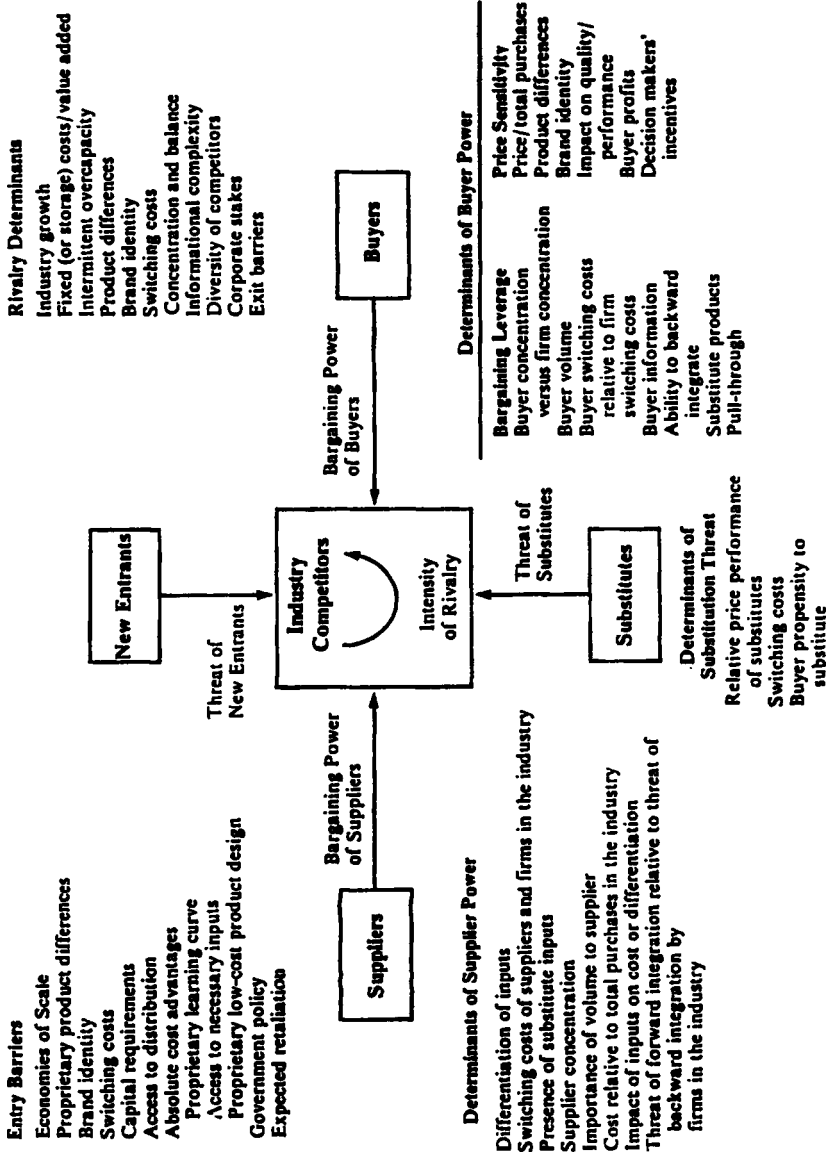 Entry Barriers
Economies of Scale
Proprietary product differences
Brand identity
Switching costs
Capital requirements
Access to distribution
Absolute cost advantages
Proprietary learning curve
Access to necessary inputs
Proprietary low-cost product design
Government policy
Expected retaliation
New Entrants
Threat of
New Entrants
Rivalry Determinants
Industry growth
Fixed (or storage) costs/value added
Intermittent overcapacity
Product differences
Brand identity
Switching costs
Concentration and balance
Informational complexity
Diversity of competitors
Corporate stakes
Exit barriers
Suppliers
Bargaining Power
of Suppliers
Industry
Competitors
Intensity
of Rivalry
Bargaining Power
of Buyers
Buyers
Determinants of Supplier Power
Differentiation of inputs
Switching costs of suppliers and firms in the industry
Presence of substitute inputs
Supplier concentration
Importance of volume to supplier
Cost relative to total purchases in the industry
Impact of inputs on cost or differentiation
Threat of forward integration relative to threat of
backward integration by
firms in the industry
Threat of
Substitutes
Substitutes
Determinants of
Substitution Threat
Relative price performance
of substitutes
Switching costs
Buyer propensity to
substitute
Determinants of Buyer Power
Bargaining Leverage
Buyer concentration
versus firm concentration
Buyer volume
Buyer switching costs
relative to firm
switching costs
Buyer information
Ability to backward
integrate
Substitute products
Pull-through
Price Sensitivity
Price/total purchases
Product differences
Brand identity
Impact on quality/
performance
Buyer profits
Decision makers'
incentives